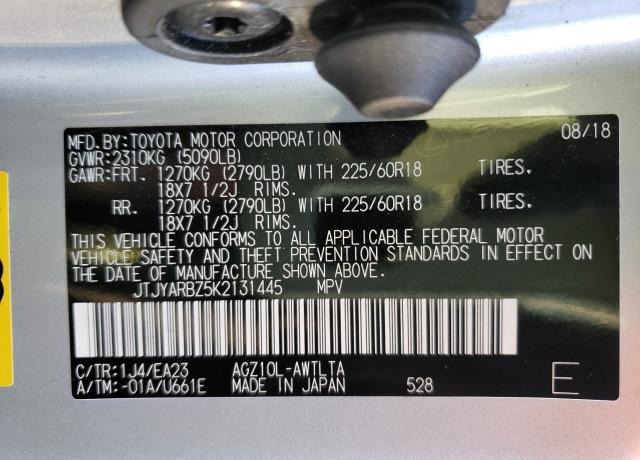 MFD.BY:TOYOTA MOTOR CORPORATION 08/18
GVWR:2310KG (5090LB)
GAWR:FRT. 1270KG (2790LB) WITH 225/60R18 TIRES.
18X7 1/2J RIMS.
RR. 1270KG (2790LB) WITH 225/60R18 TIRES.
18X7 1/2J RIMS.
THIS VEHICLE CONFORMS TO ALL APPLICABLE FEDERAL MOTOR
VEHICLE SAFETY AND THEFT PREVENTION STANDARDS IN EFFECT ON
THE DATE OF MANUFACTURE SHOWN ABOVE.
JTJYARBZ5K2131445 MPV
C/TR:1J4/EA23 AGZ10L-AWTLTA
A/TM:-01A/U661E MADE IN JAPAN 528 E